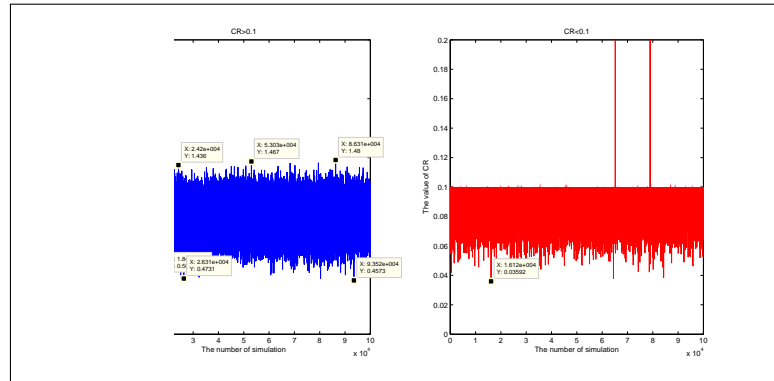 CR>0.1
X: 2.42e+004
Y: 1.436
X: 5.303e+004
Y: 1.467
X: 8.631e+004
Y: 1.48
X: 2.631e+004
Y: 0.4731
X: 9.352e+004
Y: 0.4573
3 4 5 6 7 8 9 10
x 10^4
The number of simulation
CR<0.1
The value of CR
0.2
0.18
0.16
0.14
0.12
0.1
0.08
0.06
0.04
0.02
0
X: 1.612e+004
Y: 0.03592
0 1 2 3 4 5 6 7 8 9 10
x 10^4
The number of simulation